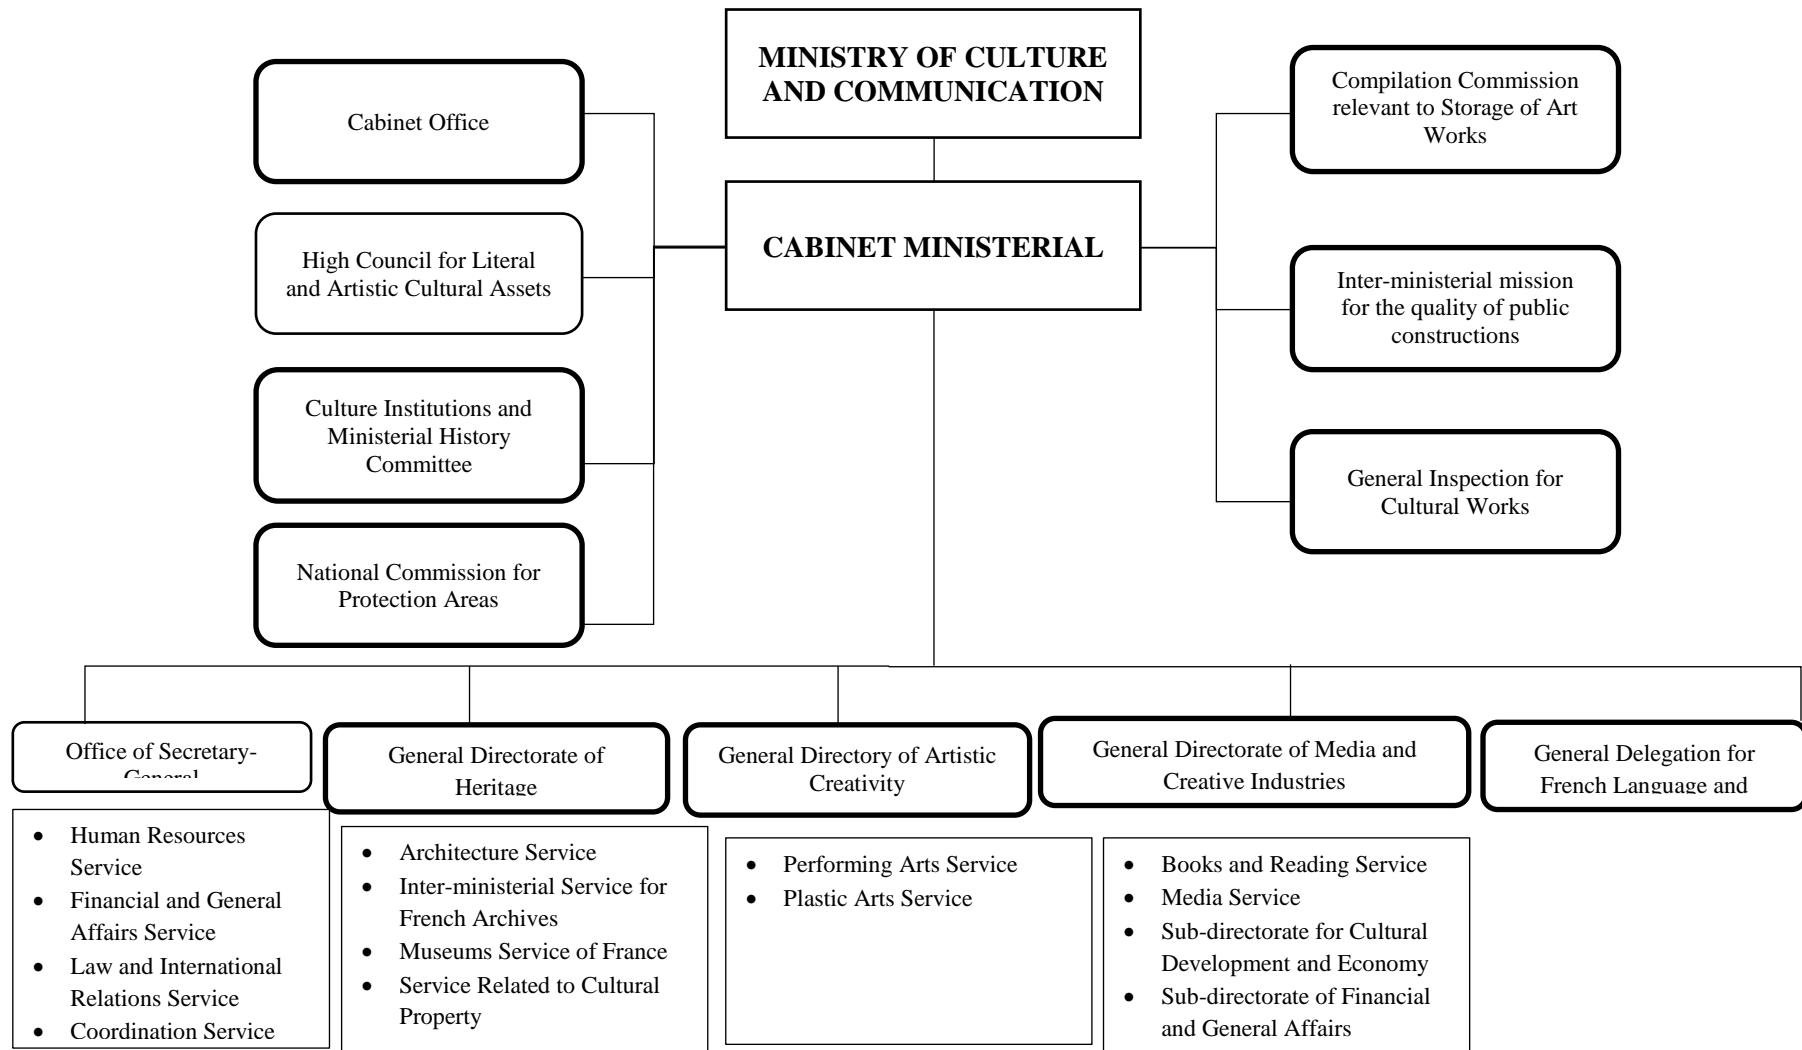 MINISTRY OF CULTURE
AND COMMUNICATION
CABINET MINISTERIAL
Cabinet Office
High Council for Literal
and Artistic Cultural Assets
Culture Institutions and
Ministerial History
Committee
National Commission for
Protection Areas
Compilation Commission
relevant to Storage of Art
Works
Inter-ministerial mission
for the quality of public
constructions
General Inspection for
Cultural Works
Office of Secretary-
General
General Directorate of
Heritage
General Directory of Artistic
Creativity
General Directorate of Media and
Creative Industries
General Delegation for
French Language and
• Human Resources
Service
• Financial and General
Affairs Service
• Law and International
Relations Service
• Coordination Service
• Architecture Service
• Inter-ministerial Service for
French Archives
• Museums Service of France
• Service Related to Cultural
Property
• Performing Arts Service
• Plastic Arts Service
• Books and Reading Service
• Media Service
• Sub-directorate for Cultural
Development and Economy
• Sub-directorate of Financial
and General Affairs